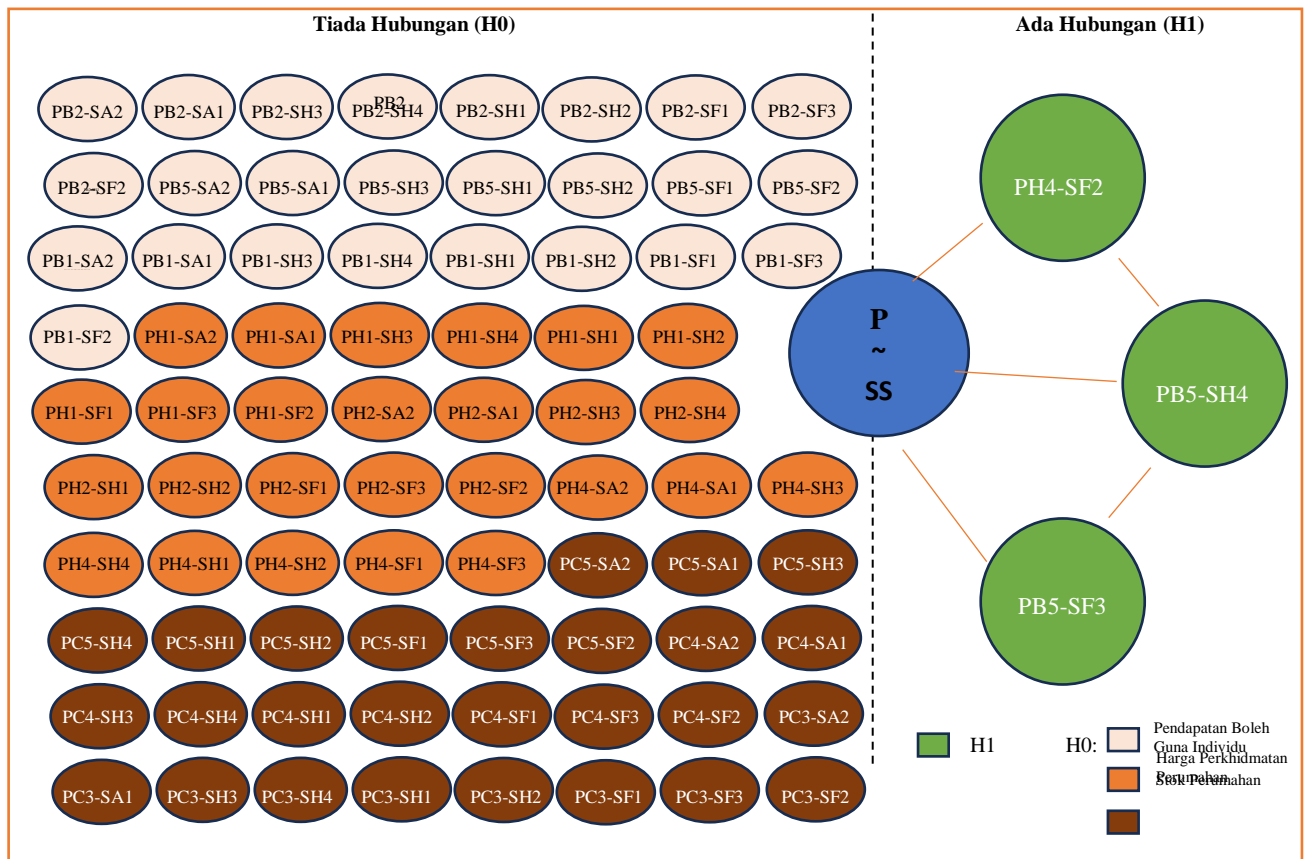 Tiada Hubungan (H0)
Ada Hubungan (H1)
PB2-SA2 PB2-SA1 PB2-SH3 PB2-SH4 PB2-SH1 PB2-SH2 PB2-SF1 PB2-SF3
PB2
PB2-SF2 PB5-SA2 PB5-SA1 PB5-SH3 PB5-SH1 PB5-SH2 PB5-SF1 PB5-SF2
PB1-SA2 PB1-SA1 PB1-SH3 PB1-SH4 PB1-SH1 PB1-SH2 PB1-SF1 PB1-SF3
PB1-SF2 PH1-SA2 PH1-SA1 PH1-SH3 PH1-SH4 PH1-SH1 PH1-SH2
PH1-SF1 PH1-SF3 PH1-SF2 PH2-SA2 PH2-SA1 PH2-SH3 PH2-SH4
PH2-SH1 PH2-SH2 PH2-SF1 PH2-SF3 PH2-SF2 PH4-SA2 PH4-SA1 PH4-SH3
PH4-SH4 PH4-SH1 PH4-SH2 PH4-SF1 PH4-SF3 PC5-SA2 PC5-SA1 PC5-SH3
PC5-SH4 PC5-SH1 PC5-SH2 PC5-SF1 PC5-SF3 PC5-SF2 PC4-SA2 PC4-SA1
PC4-SH3 PC4-SH4 PC4-SH1 PC4-SH2 PC4-SF1 PC4-SF3 PC4-SF2 PC3-SA2
PC3-SA1 PC3-SH3 PC3-SH4 PC3-SH1 PC3-SH2 PC3-SF1 PC3-SF3 PC3-SF2
P
~
SS
PH4-SF2
PB5-SH4
PB5-SF3
H1
H0:
Pendapatan Boleh
Guna Individu
Harga Perkhidmatan
Perumahan
Stok Perumahan